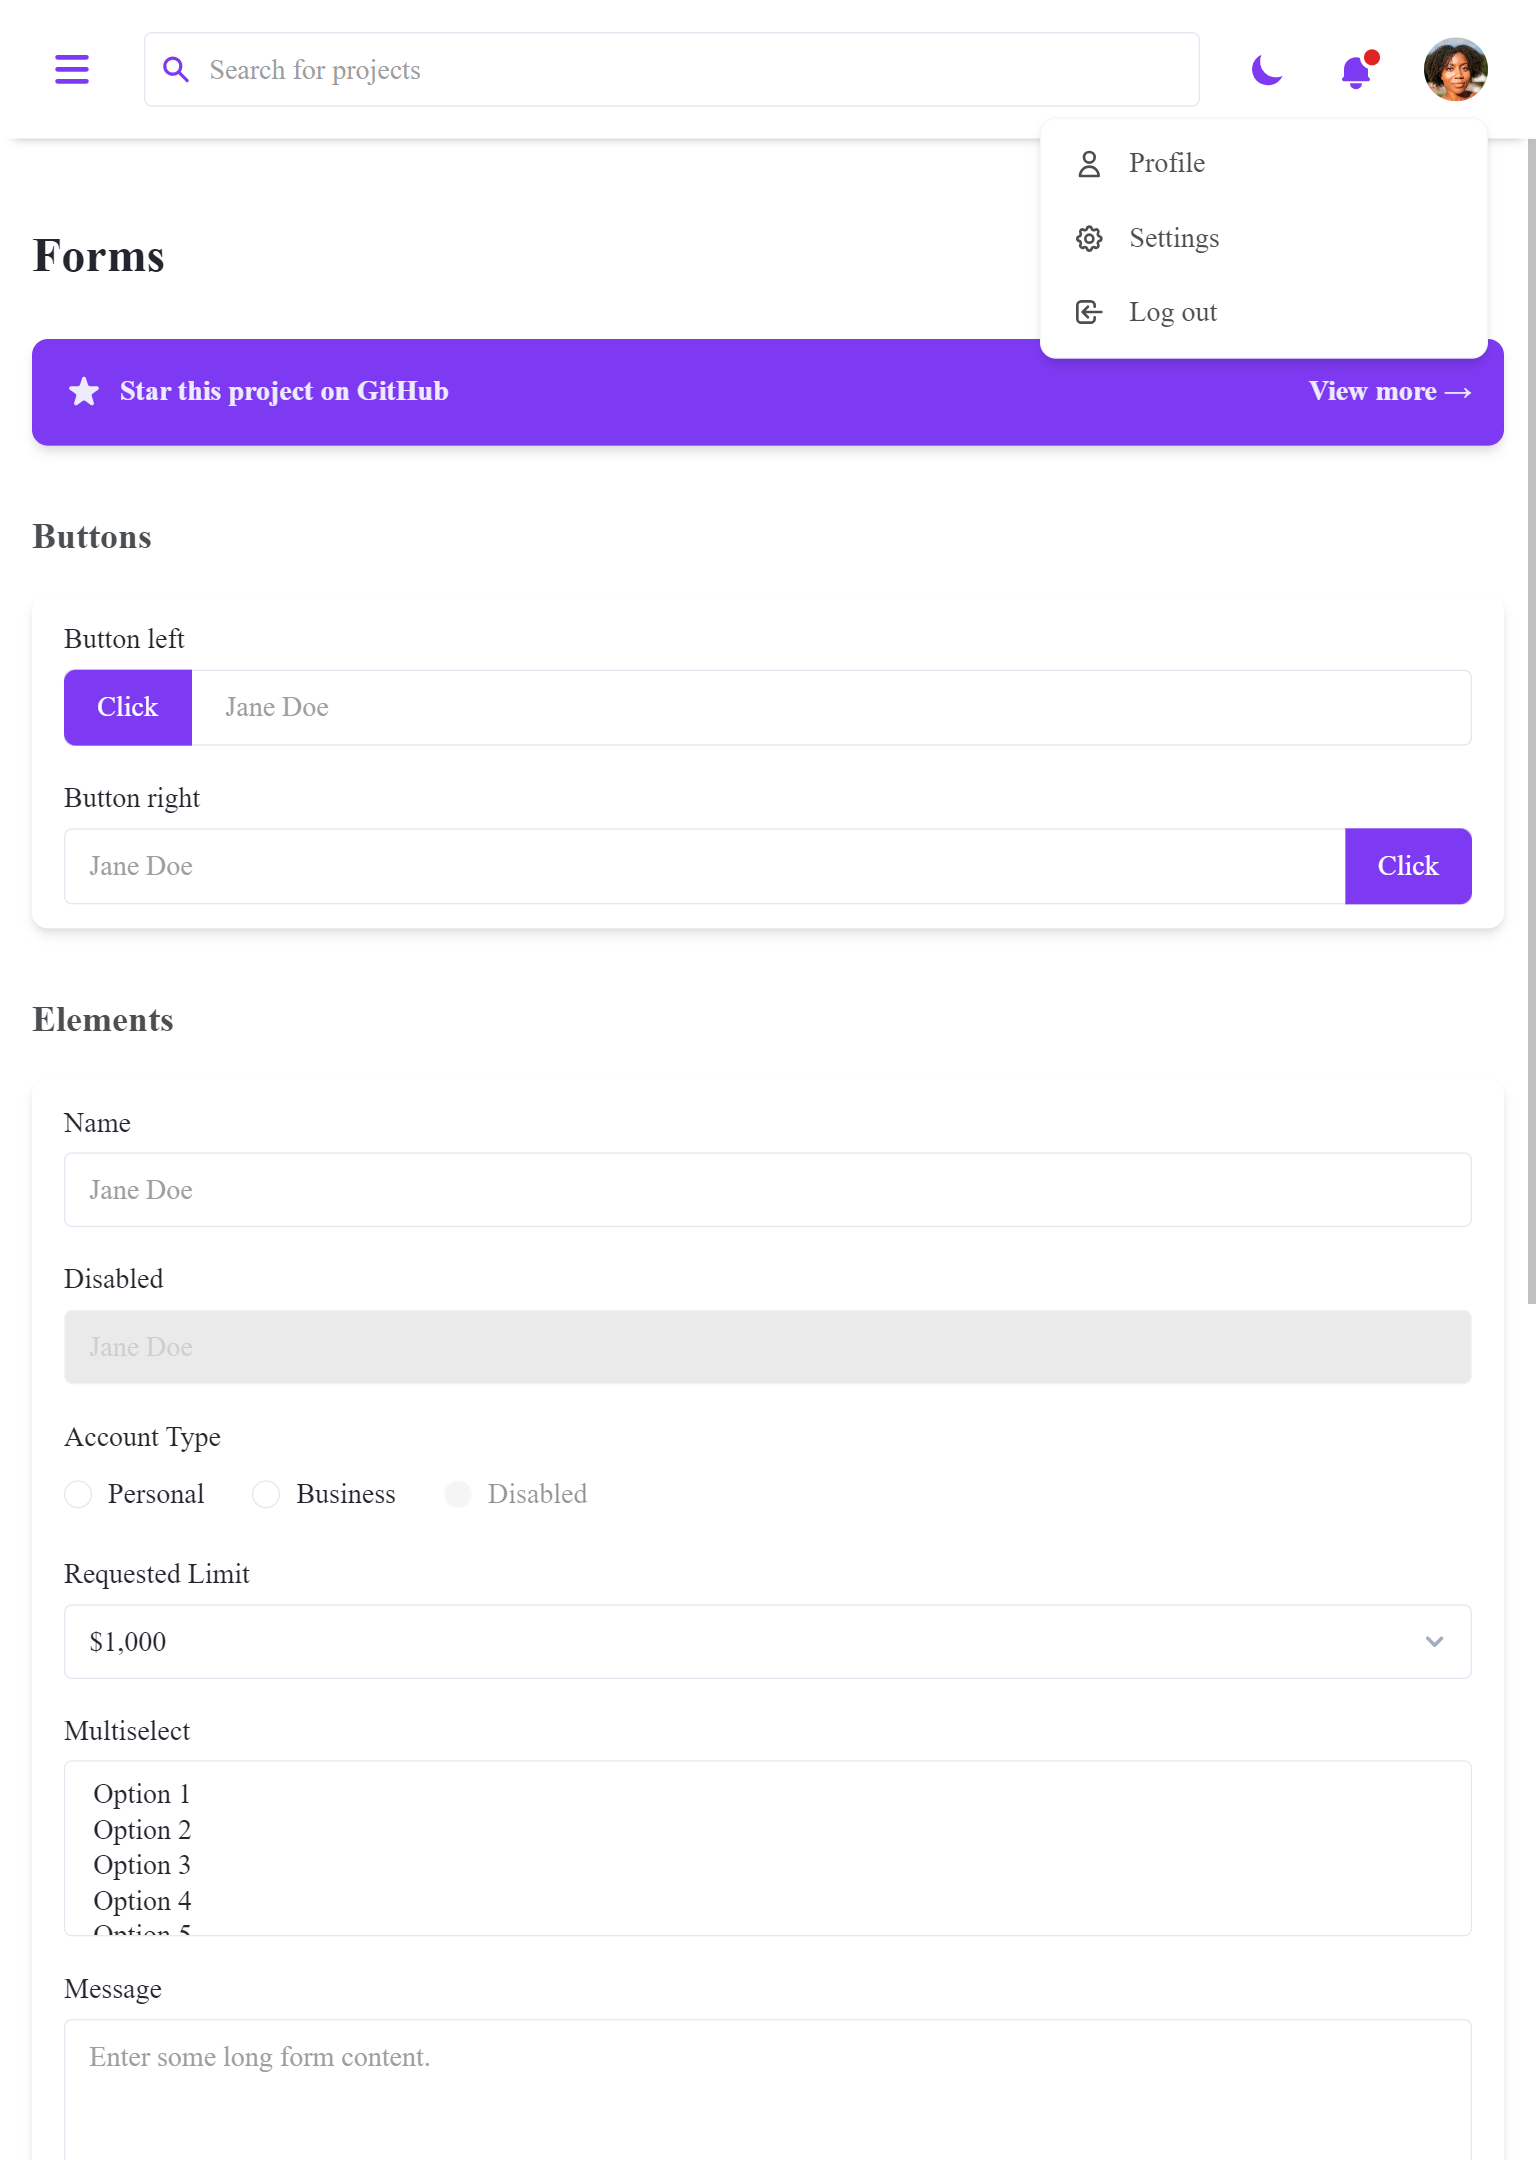 Search for projects
Profile
Settings
Log out
Forms
Star this project on GitHub
View more →
Buttons
Button left
Click
Jane Doe
Button right
Jane Doe
Click
Elements
Name
Jane Doe
Disabled
Jane Doe
Account Type
Personal
Business
Disabled
Requested Limit
$1,000
Multiselect
Option 1
Option 2
Option 3
Option 4
Option 5
Message
Enter some long form content.